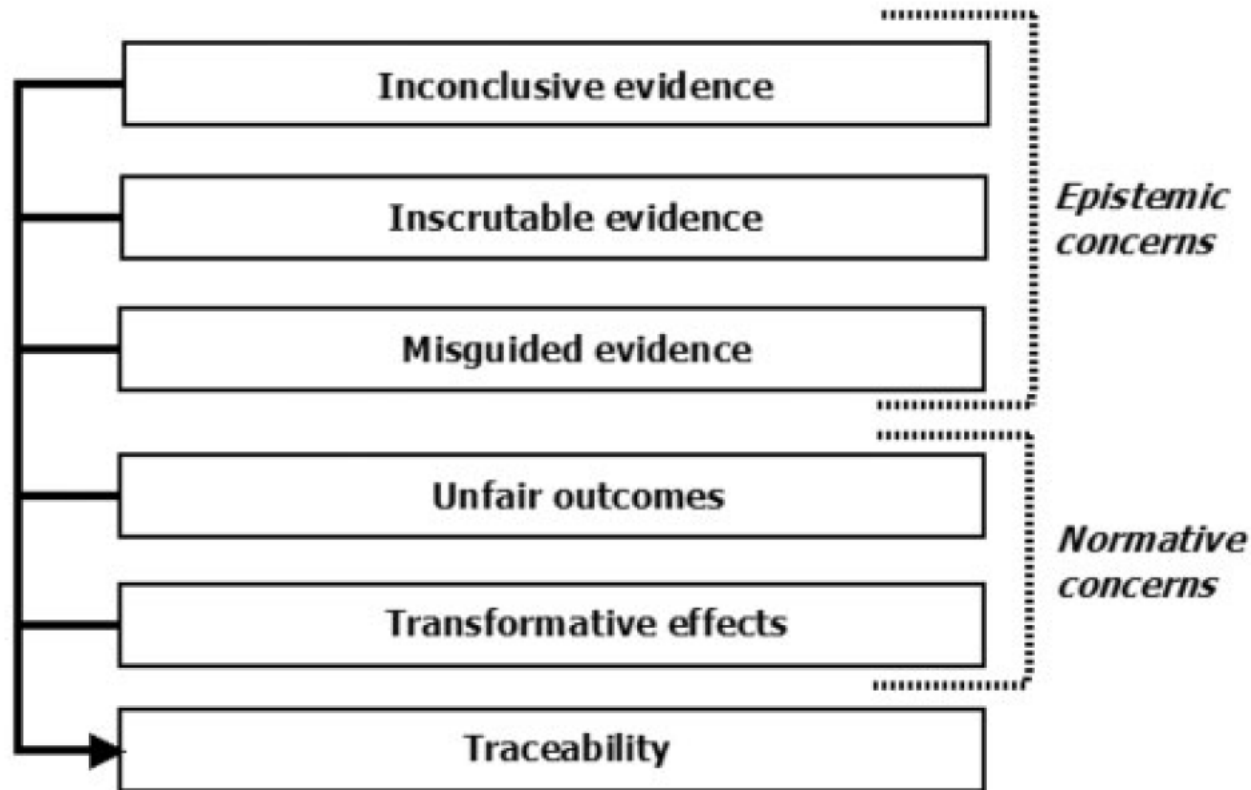 Inconclusive evidence
Inscrutable evidence
Epistemic
concerns
Misguided evidence
Unfair outcomes
Normative
concerns
Transformative effects
Traceability